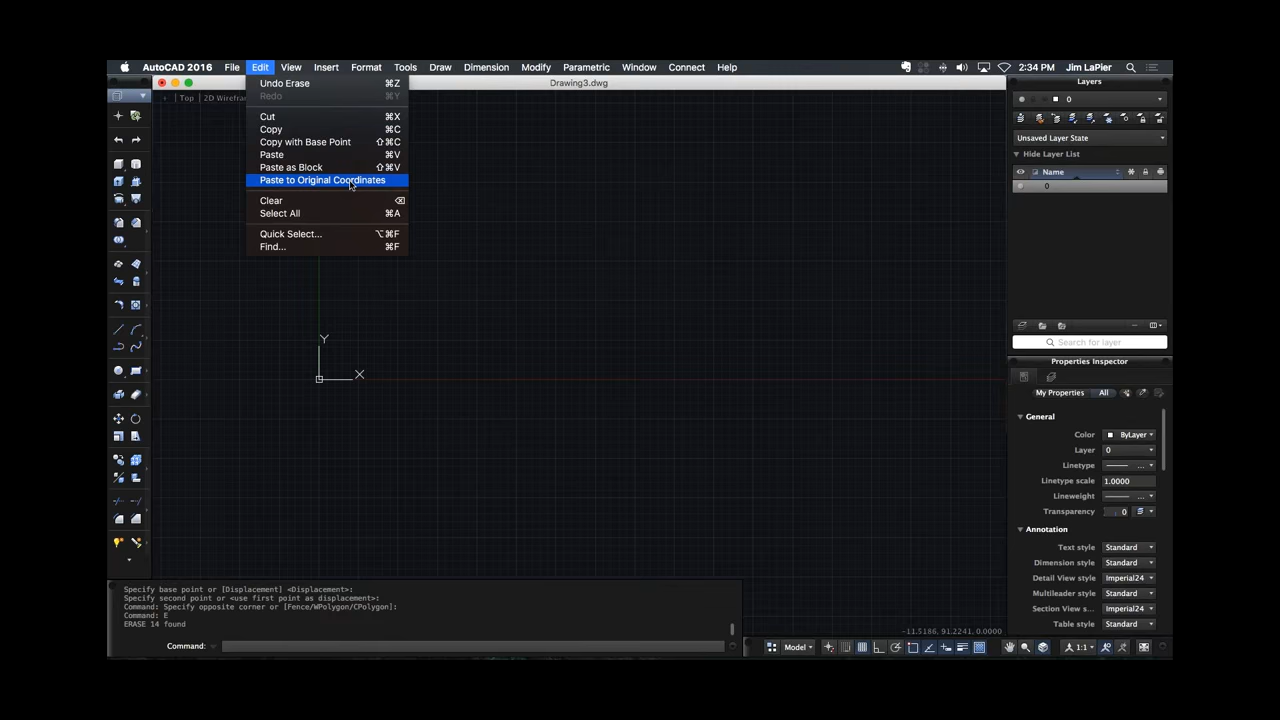 AutoCAD 2016 File Edit View Insert Format Tools Draw Dimension Modify Parametric Window Connect Help 2:34 PM Jim LaPier
Drawing3.dwg
Top 2D Wirefram
Undo Erase ⌘Z
Redo ⌘Y
Cut ⌘X
Copy ⌘C
Copy with Base Point ⇧⌘C
Paste ⌘V
Paste as Block ⇧⌘V
Paste to Original Coordinates
Clear
Select All ⌘A
Quick Select... ⌥⌘F
Find... ⌘F
Y
X
Layers
0
Unsaved Layer State
Hide Layer List
Name
0
Search for layer
Properties Inspector
My Properties All
General
Color ByLayer
Layer 0
Linetype ...
Linetype scale 1.0000
Lineweight ...
Transparency 0
Annotation
Text style Standard
Dimension style Standard
Detail View style Imperial24
Multileader style Standard
Section View s... Imperial24
Table style Standard
Specify base point or [Displacement] <Displacement>:
Specify second point or <use first point as displacement>:
Command: Specify opposite corner or [Fence/WPolygon/CPolygon]:
Command: E
ERASE 14 found
-11.5186, 91.2241, 0.0000
Command:
Model
1:1